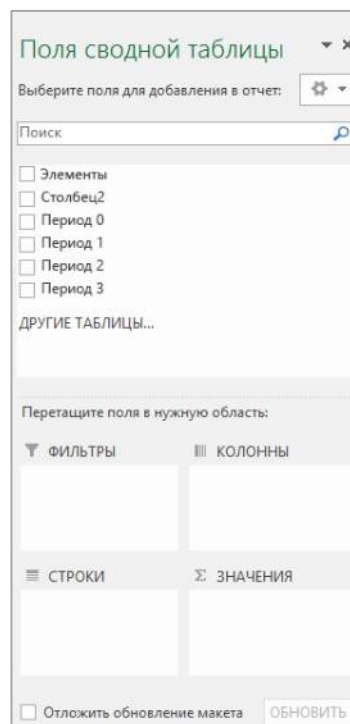 Поля сводной таблицы
Выберите поля для добавления в отчет:
Поиск
Элементы
Столбец2
Период 0
Период 1
Период 2
Период 3
ДРУГИЕ ТАБЛИЦЫ...
Перетащите поля в нужную область:
ФИЛЬТРЫ
КОЛОННЫ
СТРОКИ
Σ ЗНАЧЕНИЯ
Отложить обновление макета ОБНОВИТЬ